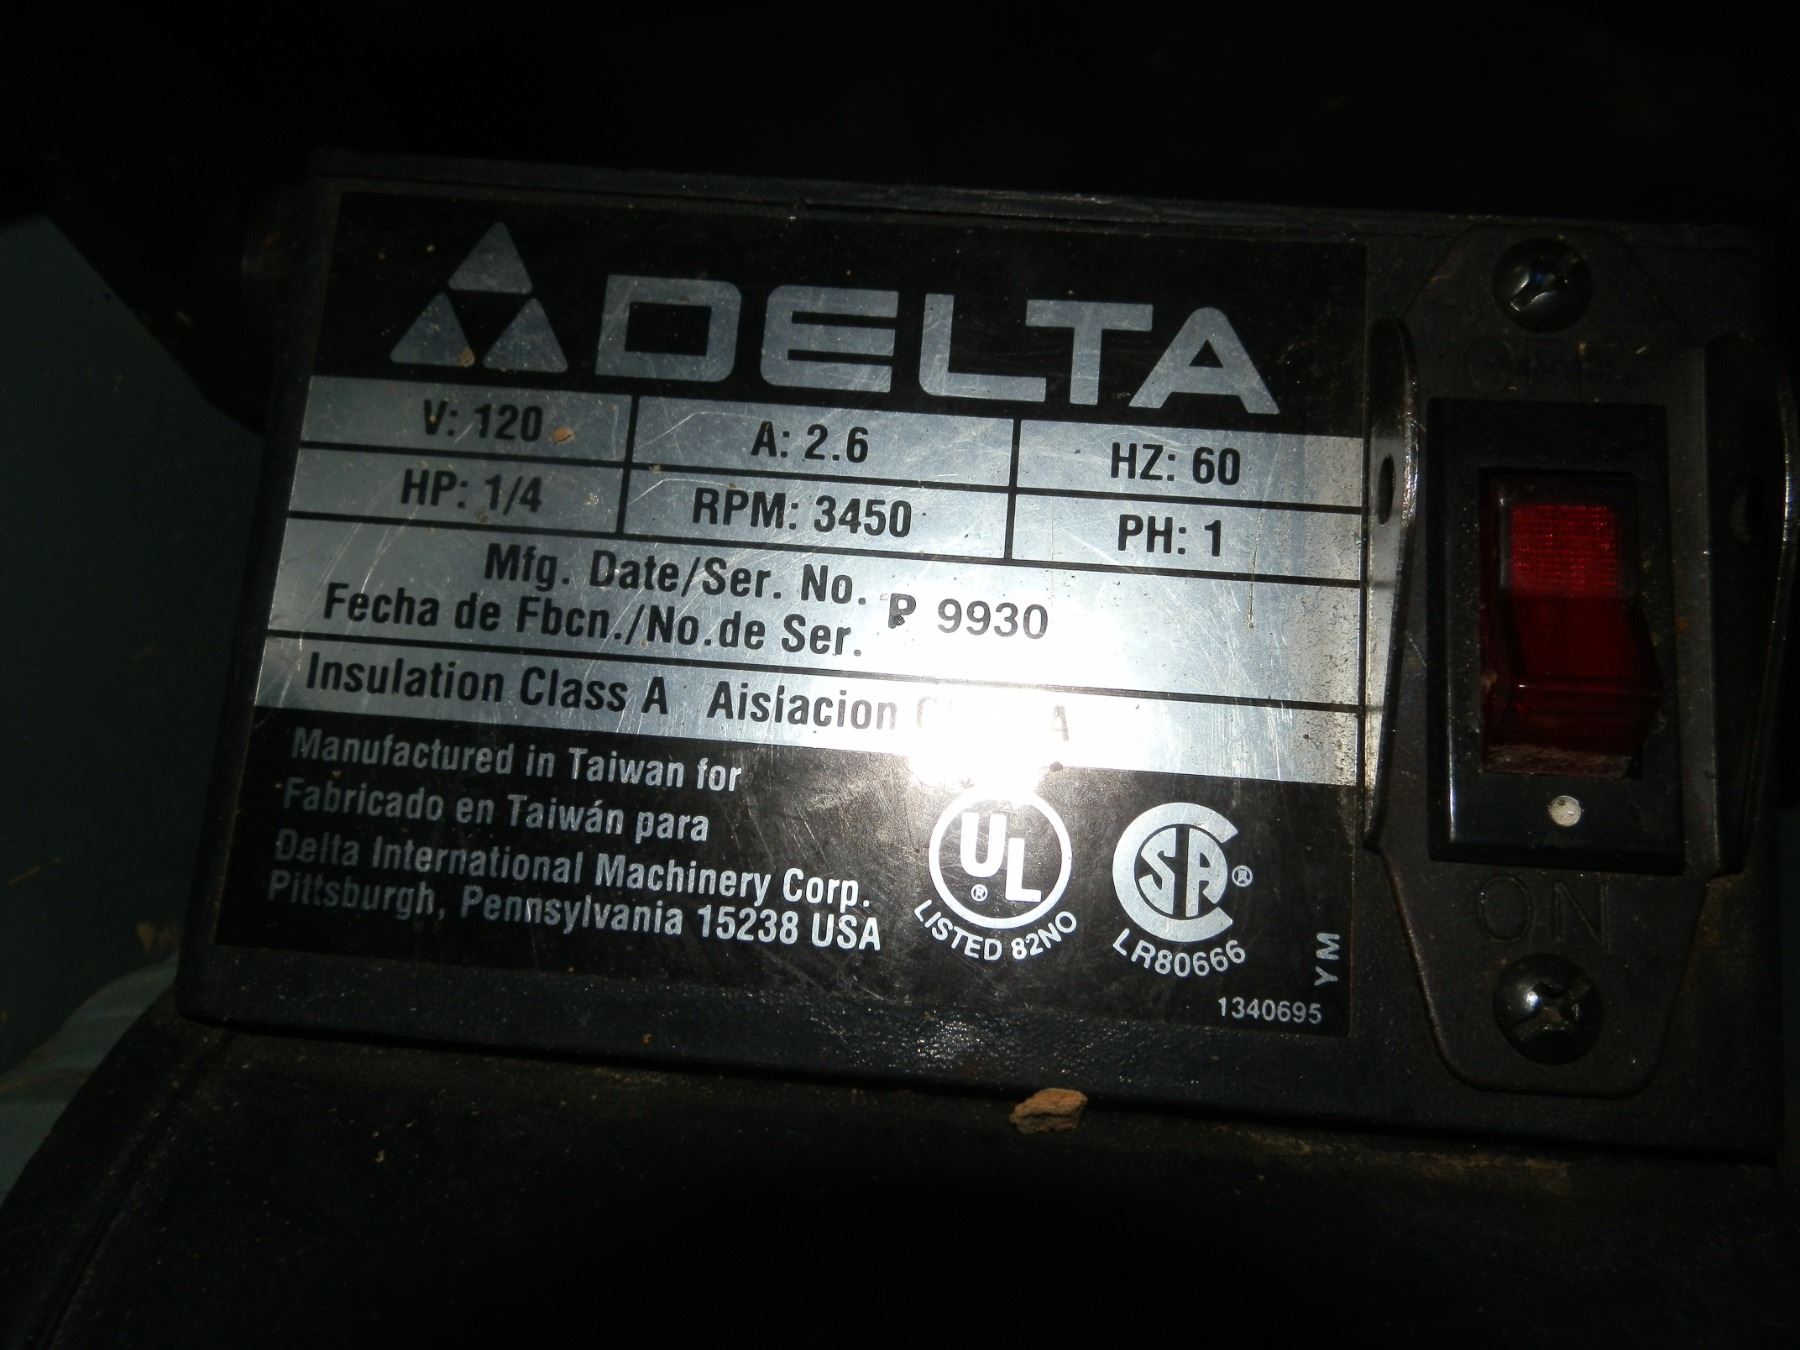 DELTA
V: 120 A: 2.6 HZ: 60
HP: 1/4 RPM: 3450 PH: 1
Mfg. Date/Ser. No.
Fecha de Fbcn./No.de Ser. P 9930
Insulation Class A Aislacion A
Manufactured in Taiwan for
Fabricado en Taiwán para
Delta International Machinery Corp.
Pittsburgh, Pennsylvania 15238 USA
UL ®
LISTED 82NO
SA ®
LR80666
YM
1340695
OFF
ON